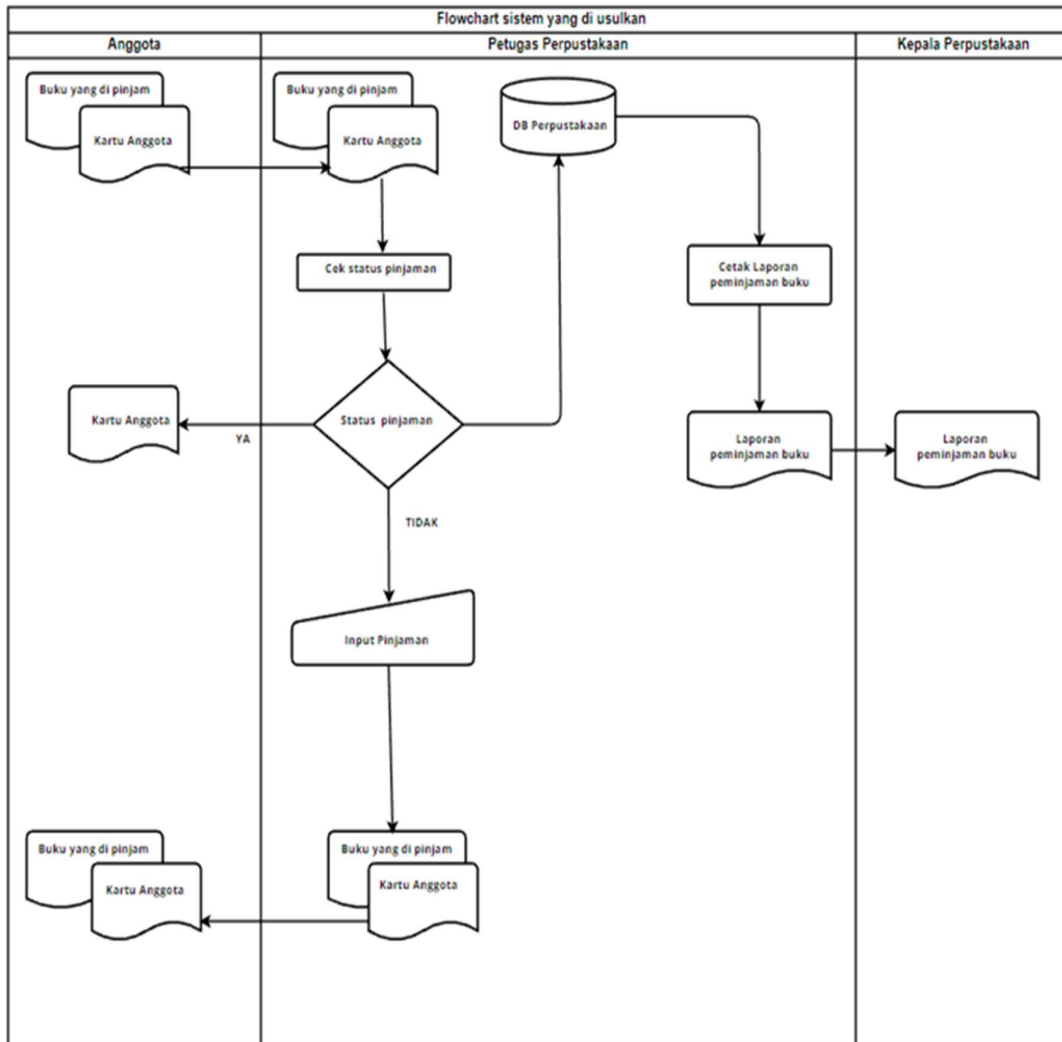 Flowchart sistem yang di usulkan
Anggota
Petugas Perpustakaan
Kepala Perpustakaan
Buku yang di pinjam
Kartu Anggota
Buku yang di pinjam
Kartu Anggota
DB Perpustakaan
Cek status pinjaman
Cetak Laporan
peminjaman buku
Kartu Anggota
YA
Status pinjaman
Laporan
peminjaman buku
Laporan
peminjaman buku
TIDAK
Input Pinjaman
Buku yang di pinjam
Kartu Anggota
Buku yang di pinjam
Kartu Anggota